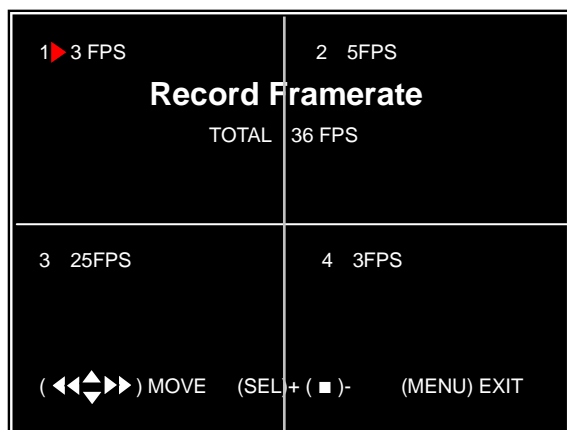 1 ▶ 3 FPS
2 5FPS
Record Framerate
TOTAL 36 FPS
3 25FPS
4 3FPS
( ◀◀▲▼▶▶ ) MOVE (SEL)+ ( ■ )- (MENU) EXIT